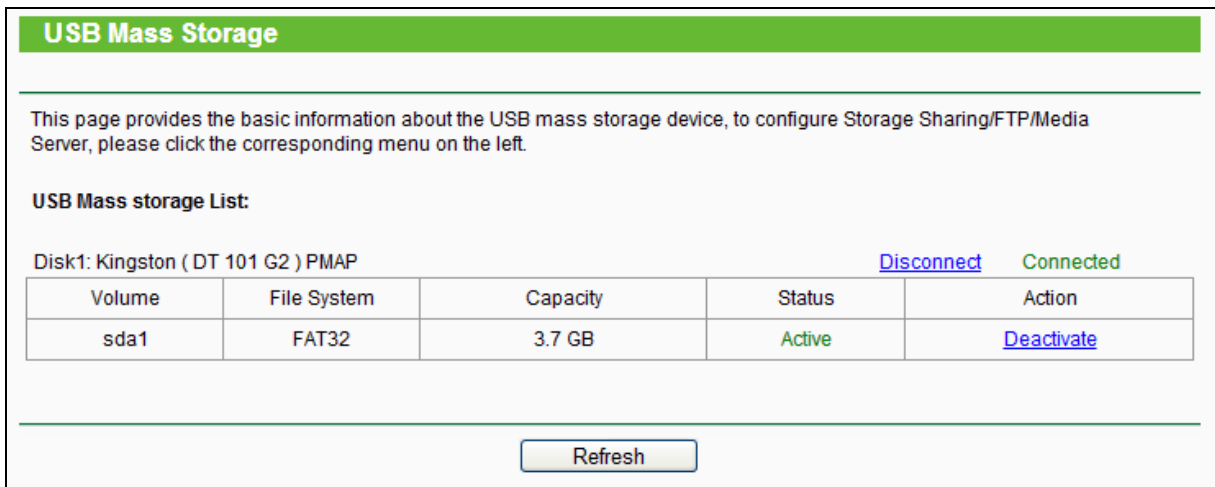 USB Mass Storage
This page provides the basic information about the USB mass storage device, to configure Storage Sharing/FTP/Media
Server, please click the corresponding menu on the left.
USB Mass storage List:
Disk1: Kingston ( DT 101 G2 ) PMAP Disconnect Connected
Volume File System Capacity Status Action
sda1 FAT32 3.7 GB Active Deactivate
Refresh